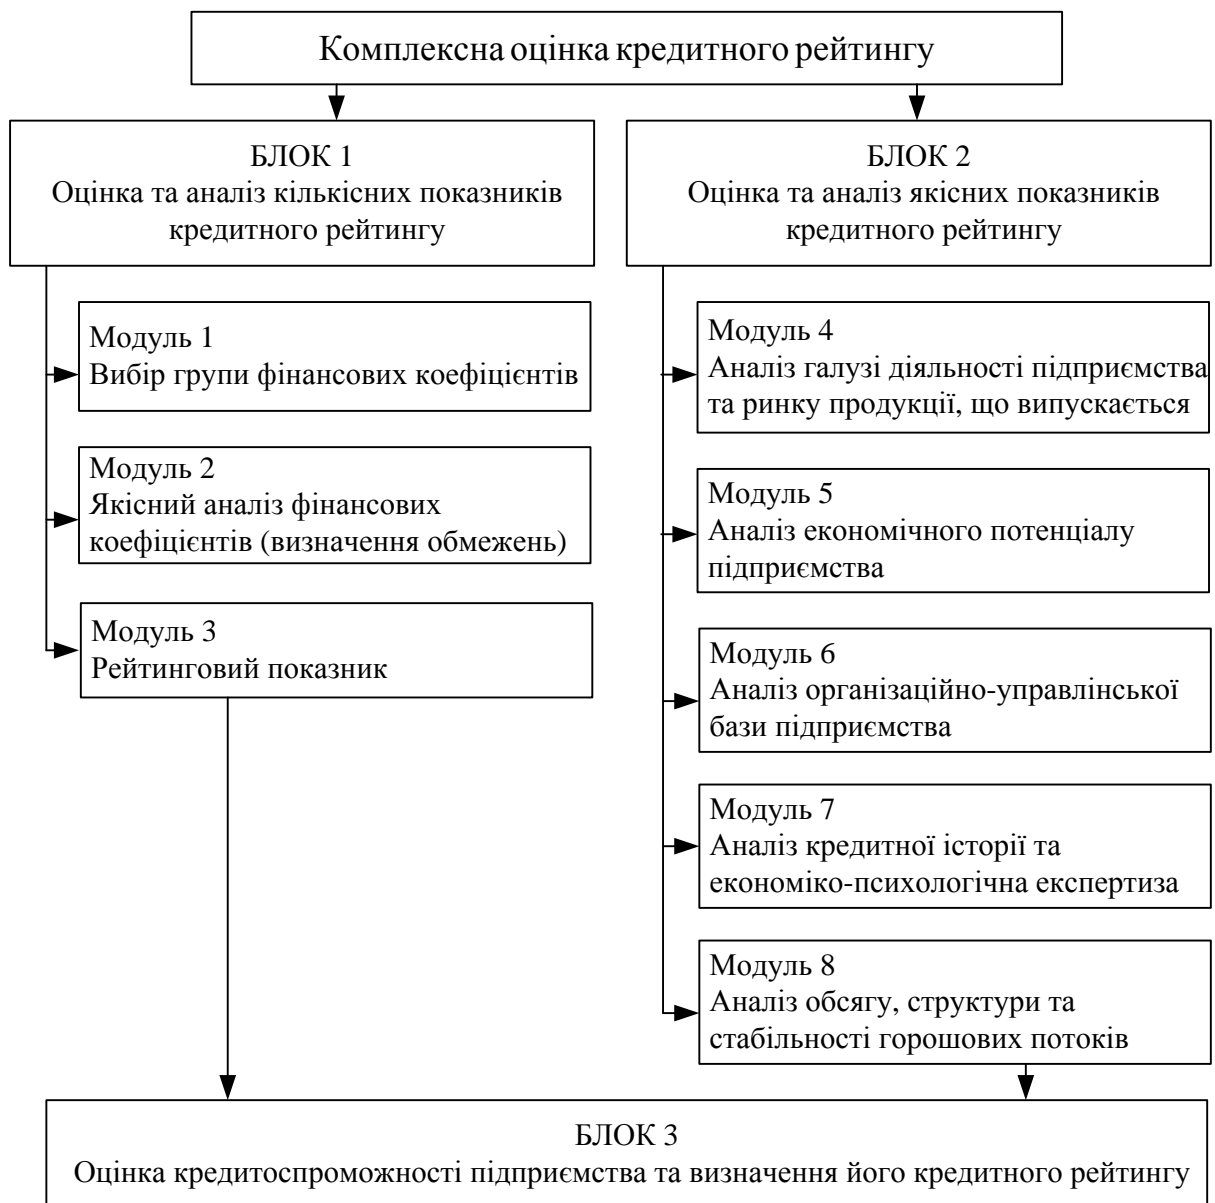 Комплексна оцінка кредитного рейтингу
БЛОК 1
Оцінка та аналіз кількісних показників
кредитного рейтингу
Модуль 1
Вибір групи фінансових коефіцієнтів
Модуль 2
Якісний аналіз фінансових
коефіцієнтів (визначення обмежень)
Модуль 3
Рейтинговий показник
БЛОК 2
Оцінка та аналіз якісних показників
кредитного рейтингу
Модуль 4
Аналіз галузі діяльності підприємства
та ринку продукції, що випускається
Модуль 5
Аналіз економічного потенціалу
підприємства
Модуль 6
Аналіз організаційно-управлінської
бази підприємства
Модуль 7
Аналіз кредитної історії та
економіко-психологічна експертиза
Модуль 8
Аналіз обсягу, структури та
стабільності горошових потоків
БЛОК 3
Оцінка кредитоспроможності підприємства та визначення його кредитного рейтингу